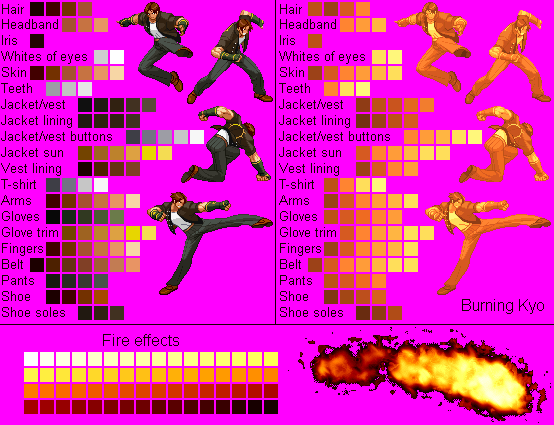 Hair
Headband
Iris
Whites of eyes
Skin
Teeth
Jacket/vest
Jacket lining
Jacket/vest buttons
Jacket sun
Vest lining
T-shirt
Arms
Gloves
Glove trim
Fingers
Belt
Pants
Shoe
Shoe soles
Hair
Headband
Iris
Whites of eyes
Skin
Teeth
Jacket/vest
Jacket lining
Jacket/vest buttons
Jacket sun
Vest lining
T-shirt
Arms
Gloves
Glove trim
Fingers
Belt
Pants
Shoe
Shoe soles
Burning Kyo
Fire effects